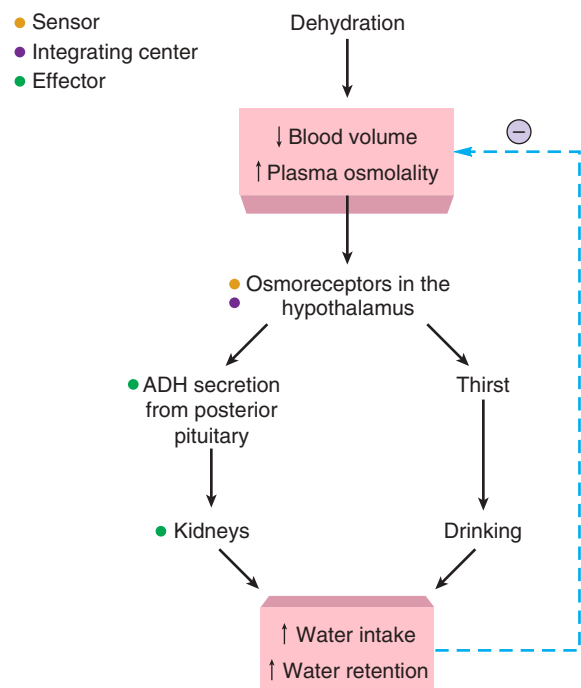 Sensor
Integrating center
Effector
Dehydration
↓ Blood volume
↑ Plasma osmolality
−
Osmoreceptors in the
hypothalamus
ADH secretion
from posterior
pituitary
Thirst
Kidneys
Drinking
↑ Water intake
↑ Water retention